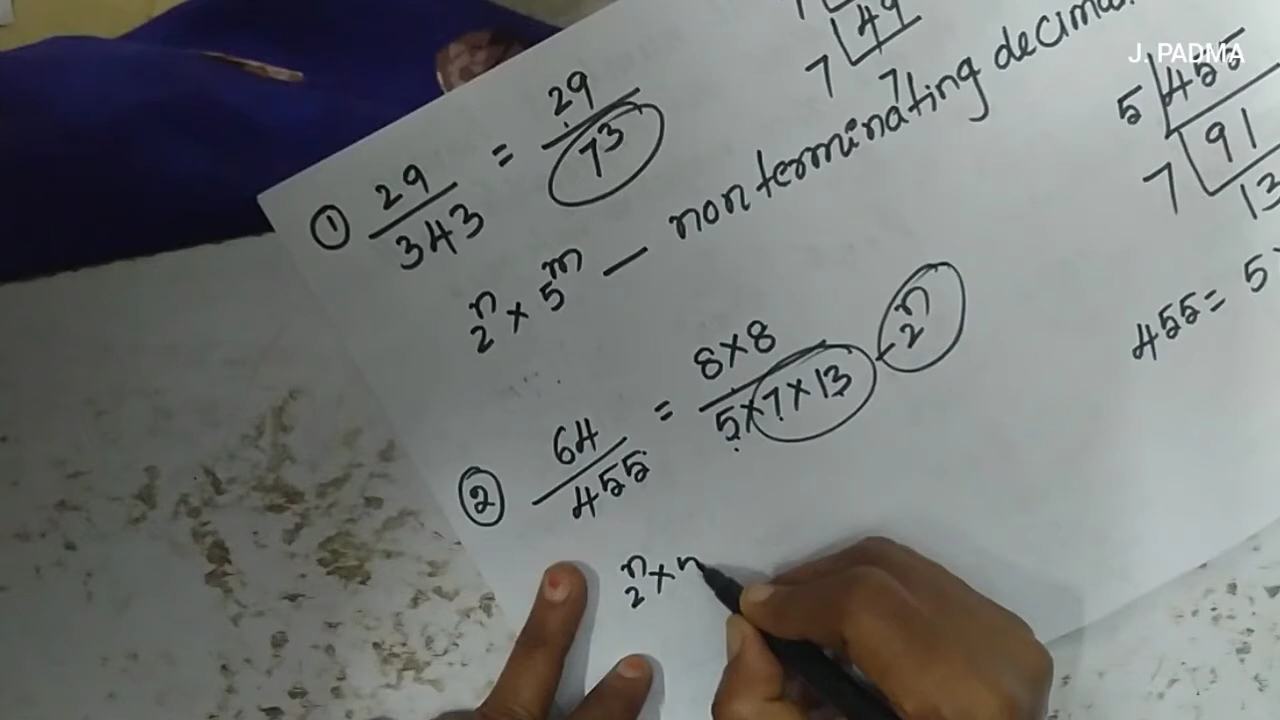 J. PADMA
7 49
7
① 29/343 = 29/7³
2ⁿ × 5ᵐ — non terminating decima
5 455
7 91
13
② 64/455 = 8×8/5×7×13 - 2ⁿ
455 = 5
2ⁿ ×